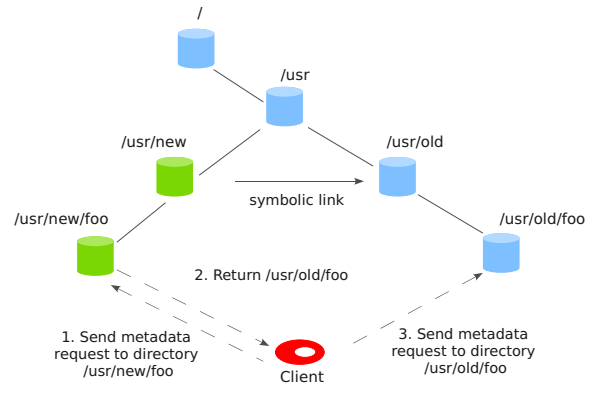 /
/usr
/usr/new
/usr/old
symbolic link
/usr/new/foo
/usr/old/foo
2. Return /usr/old/foo
1. Send metadata
request to directory
/usr/new/foo
3. Send metadata
request to directory
/usr/old/foo
Client